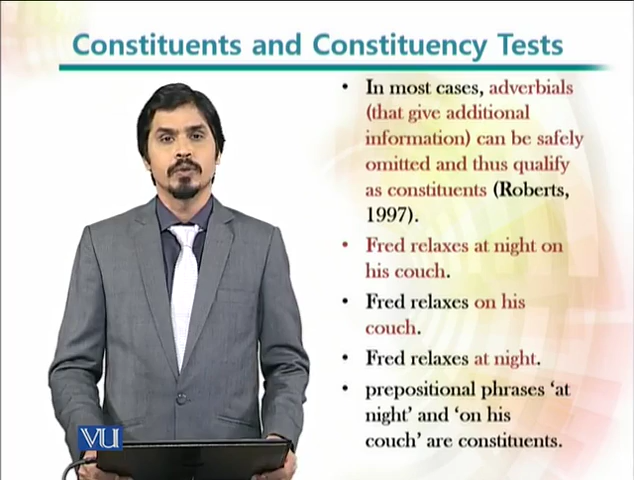 Constituents and Constituency Tests
• In most cases, adverbials
(that give additional
information) can be safely
omitted and thus qualify
as constituents (Roberts,
1997).
• Fred relaxes at night on
his couch.
• Fred relaxes on his
couch.
• Fred relaxes at night.
• prepositional phrases ‘at
night’ and ‘on his
couch’ are constituents.
VU